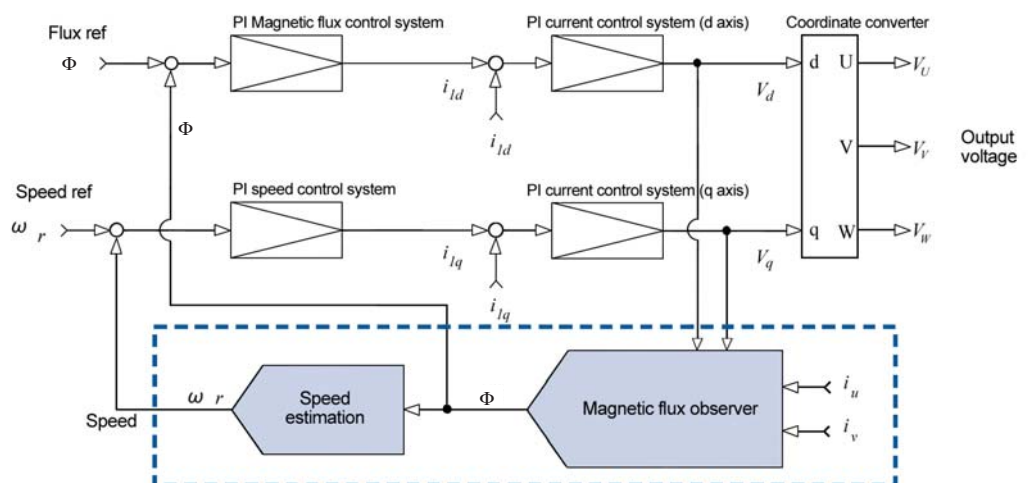 PI Magnetic flux control system
PI current control system (d axis)
Coordinate converter
Flux ref
Φ
i1d
Vd
d
U
VU
Φ
i1d
V
VV
Output
voltage
Speed ref
PI speed control system
PI current control system (q axis)
ω r
i1q
Vq
q
W
VW
i1q
ω r
Speed
Speed
estimation
Φ
Magnetic flux observer
iu
iv